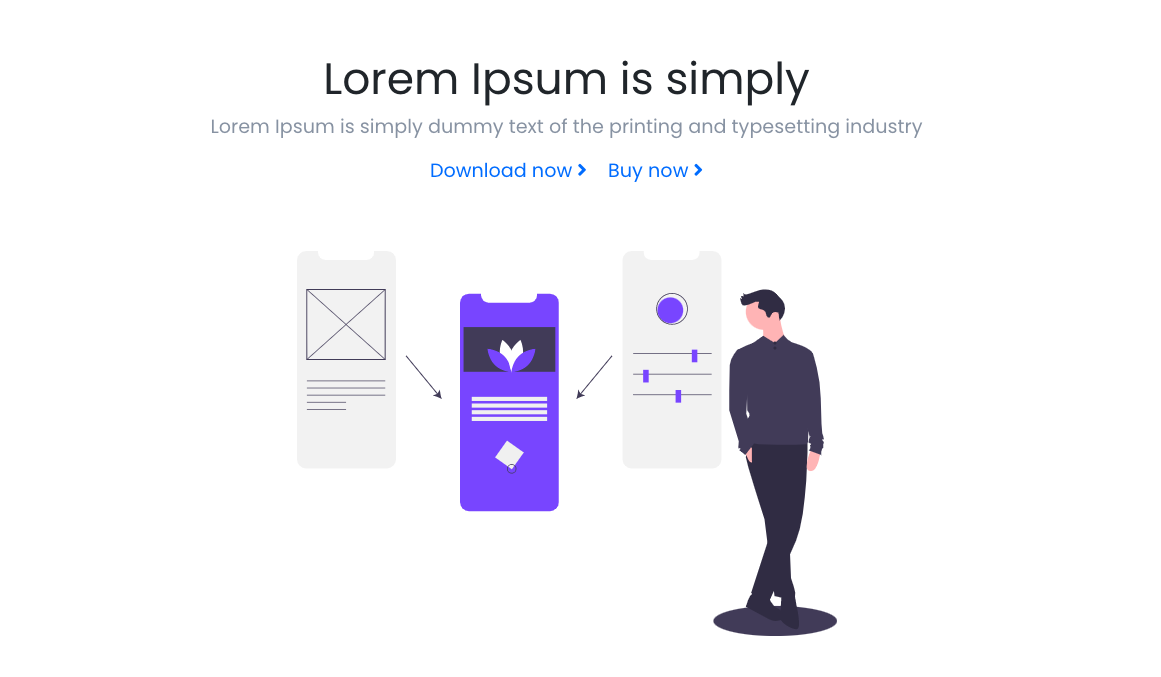 Lorem Ipsum is simply
Lorem Ipsum is simply dummy text of the printing and typesetting industry
Download now Buy now